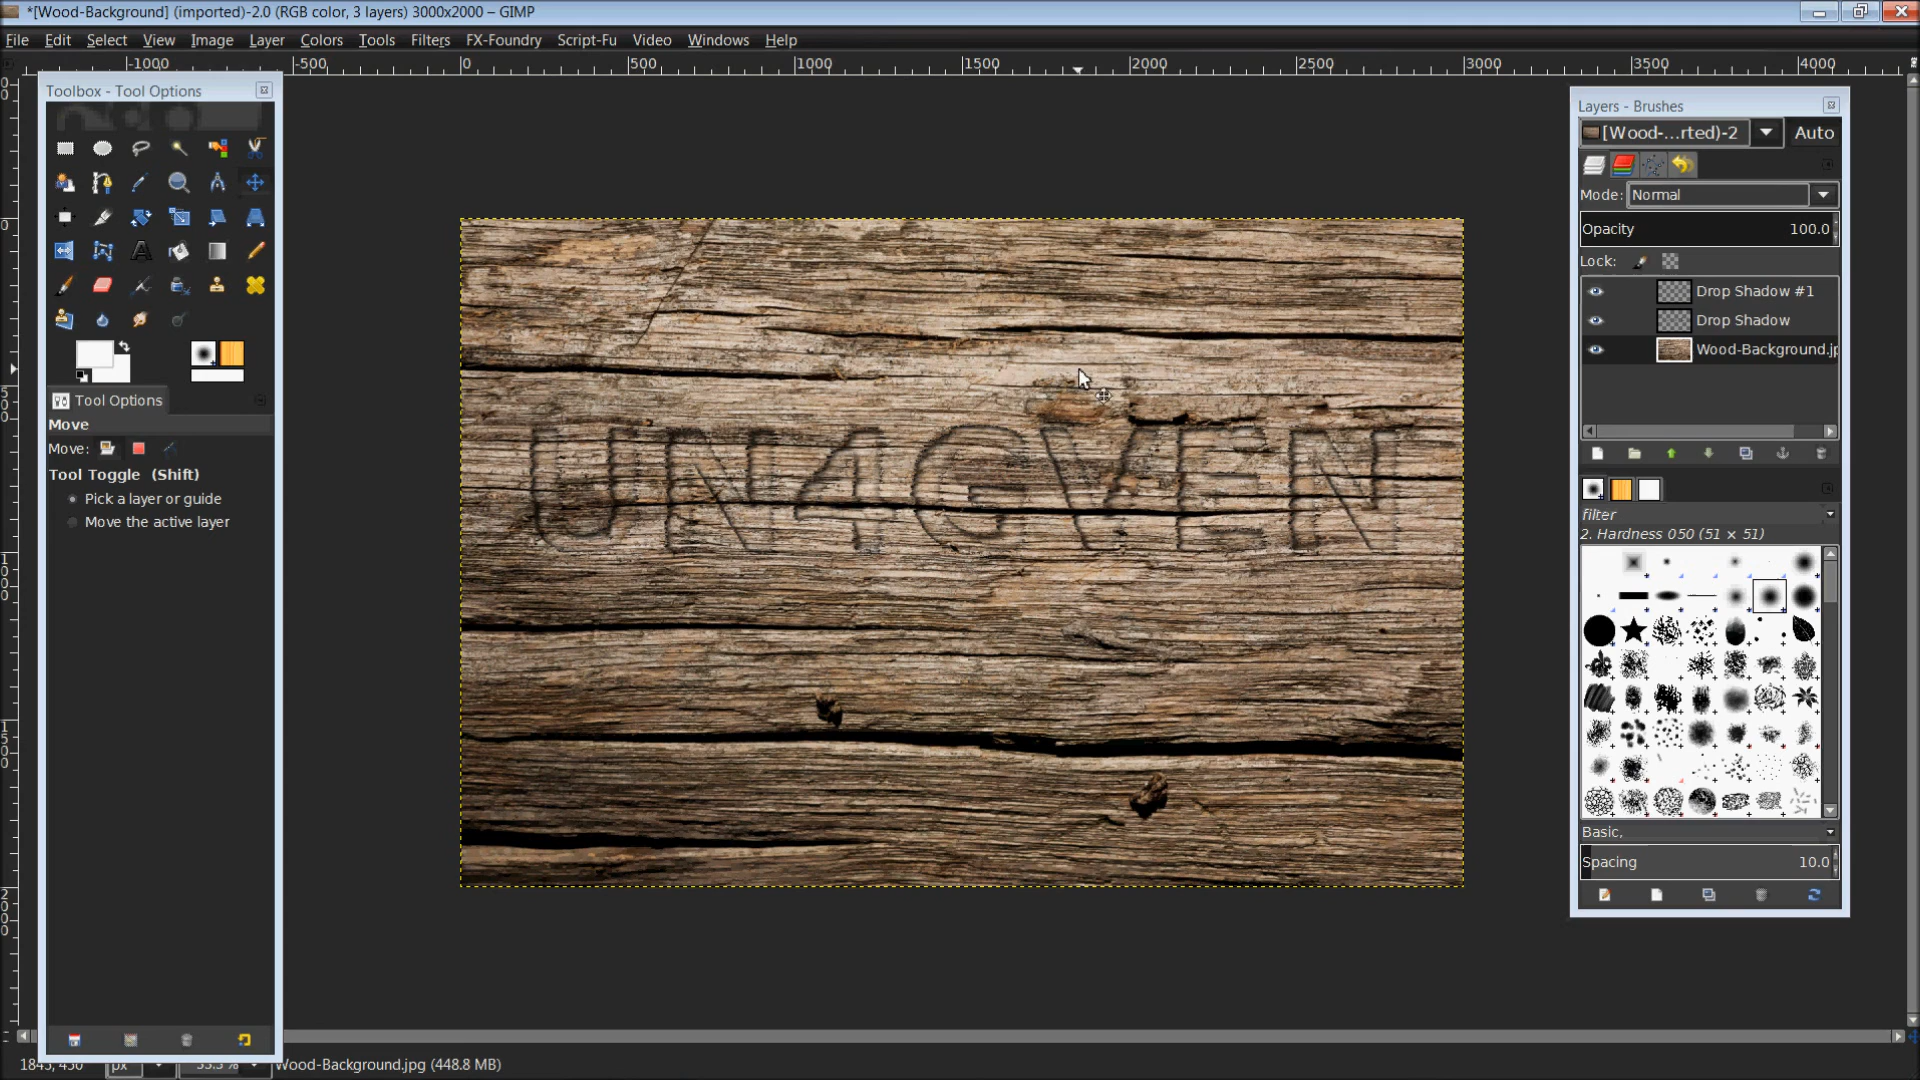 *[Wood-Background] (imported)-2.0 (RGB color, 3 layers) 3000x2000 – GIMP
File Edit Select View Image Layer Colors Tools Filters FX-Foundry Script-Fu Video Windows Help
-1000 -500 0 500 1000 1500 2000 2500 3000 3500 4000
Toolbox - Tool Options
Layers - Brushes
[Wood-...rted)-2 Auto
Mode: Normal
Opacity 100.0
Lock:
Drop Shadow #1
Drop Shadow
Wood-Background.jp
Tool Options
Move
Move:
Tool Toggle (Shift)
Pick a layer or guide
Move the active layer
UN4GVEN
filter
2. Hardness 050 (51 × 51)
Basic,
Spacing 10.0
px Wood-Background.jpg (448.8 MB)